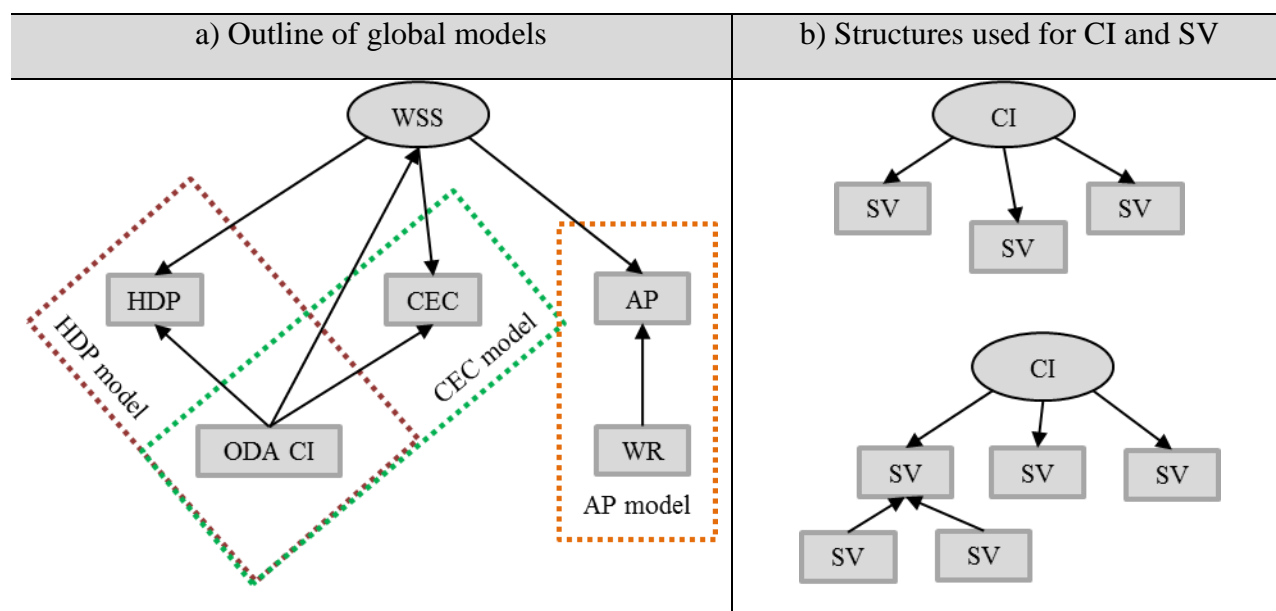 a) Outline of global models
b) Structures used for CI and SV
WSS
HDP
CEC
AP
HDP model
CEC model
ODA CI
WR
AP model
CI
SV
SV
SV
CI
SV
SV
SV
SV
SV